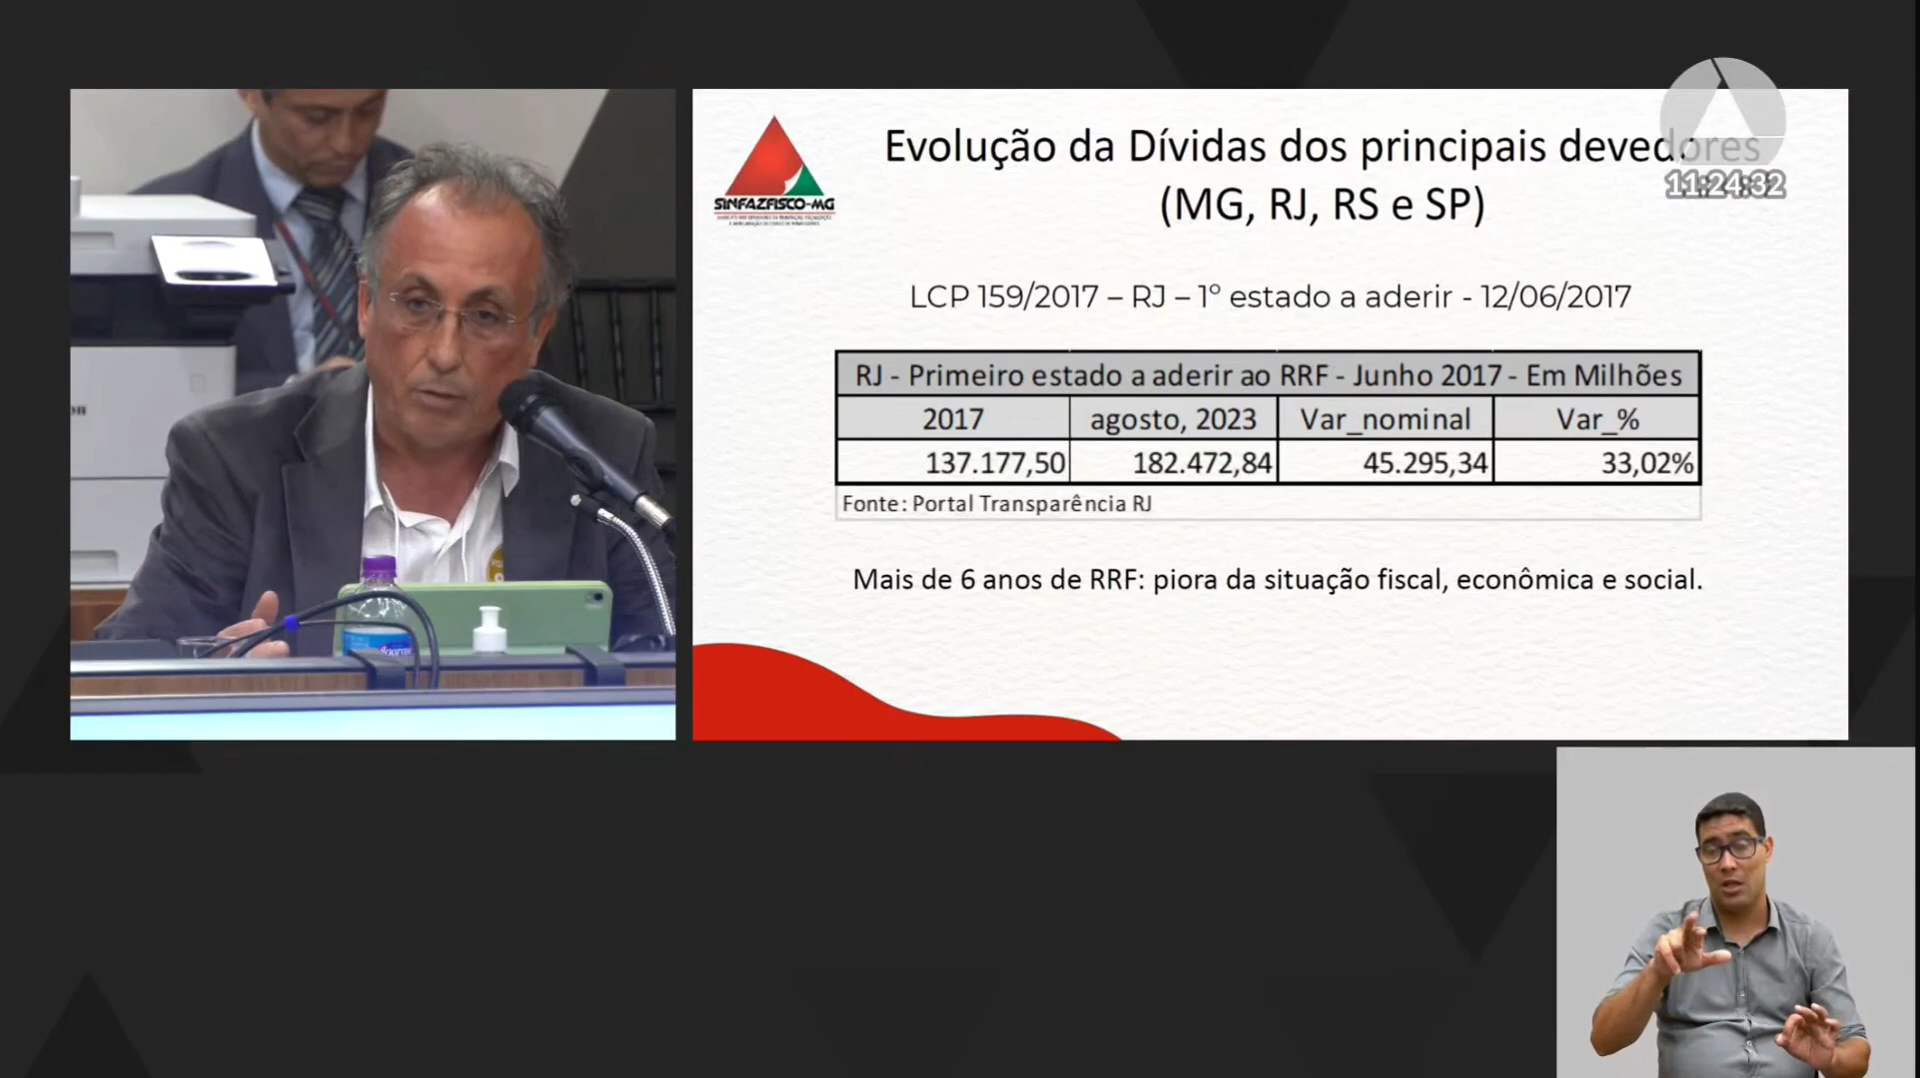 Evolução da Dívidas dos principais devedores
(MG, RJ, RS e SP)
11:24:32
SINFAZFISCO-MG
LCP 159/2017 – RJ – 1º estado a aderir - 12/06/2017
RJ - Primeiro estado a aderir ao RRF - Junho 2017 - Em Milhões
2017 agosto, 2023 Var_nominal Var_%
137.177,50 182.472,84 45.295,34 33,02%
Fonte: Portal Transparência RJ
Mais de 6 anos de RRF: piora da situação fiscal, econômica e social.